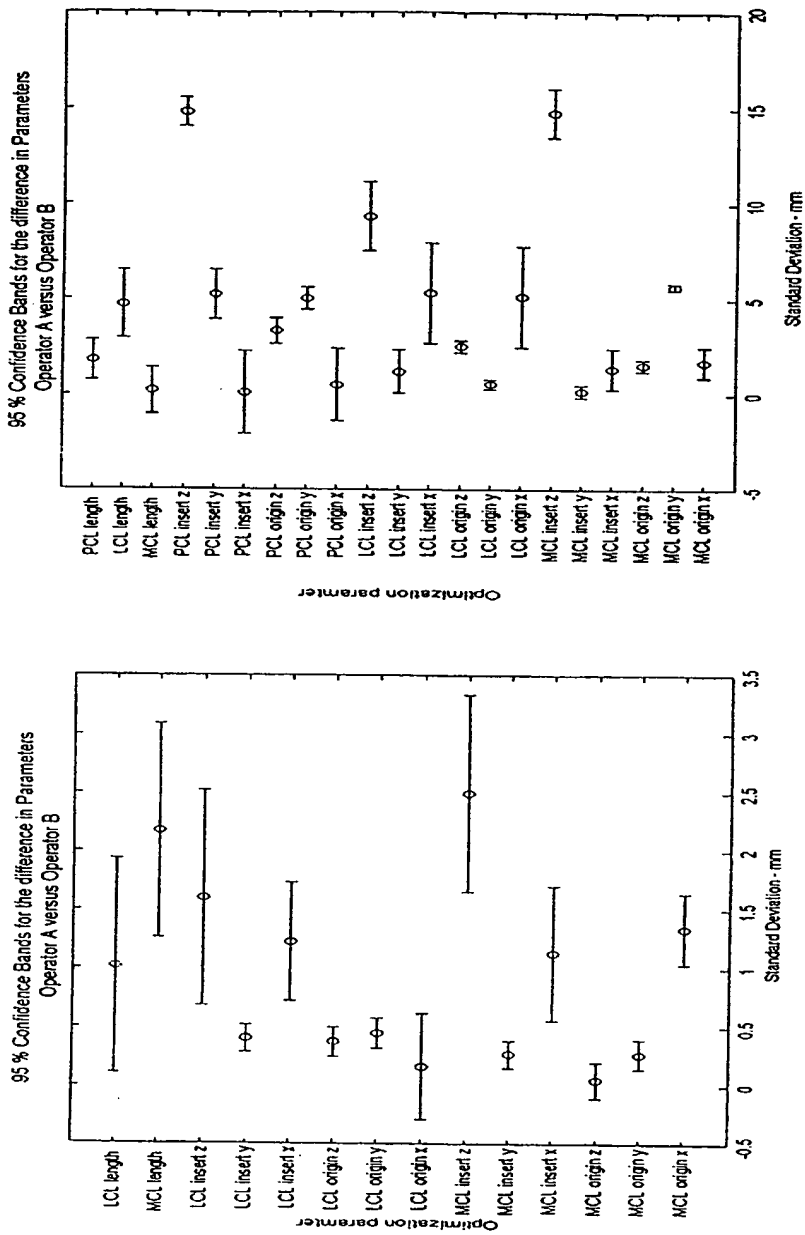 95 % Confidence Bands for the difference in Parameters
Operator A versus Operator B
LCL length
MCL length
LCL insert z
LCL insert y
LCL insert x
LCL origin z
LCL origin y
LCL origin x
MCL insert z
MCL insert y
MCL insert x
MCL origin z
MCL origin y
MCL origin x
Optimization paramter
-0.5
0
0.5
1
1.5
2
2.5
3
3.5
Standard Deviation - mm
95 % Confidence Bands for the difference in Parameters
Operator A versus Operator B
PCL length
LCL length
MCL length
PCL insert z
PCL insert y
PCL insert x
PCL origin z
PCL origin y
PCL origin x
LCL insert z
LCL insert y
LCL insert x
LCL origin z
LCL origin y
LCL origin x
MCL insert z
MCL insert y
MCL insert x
MCL origin z
MCL origin y
MCL origin x
Optimization paramter
-5
0
5
10
15
20
Standard Deviation - mm